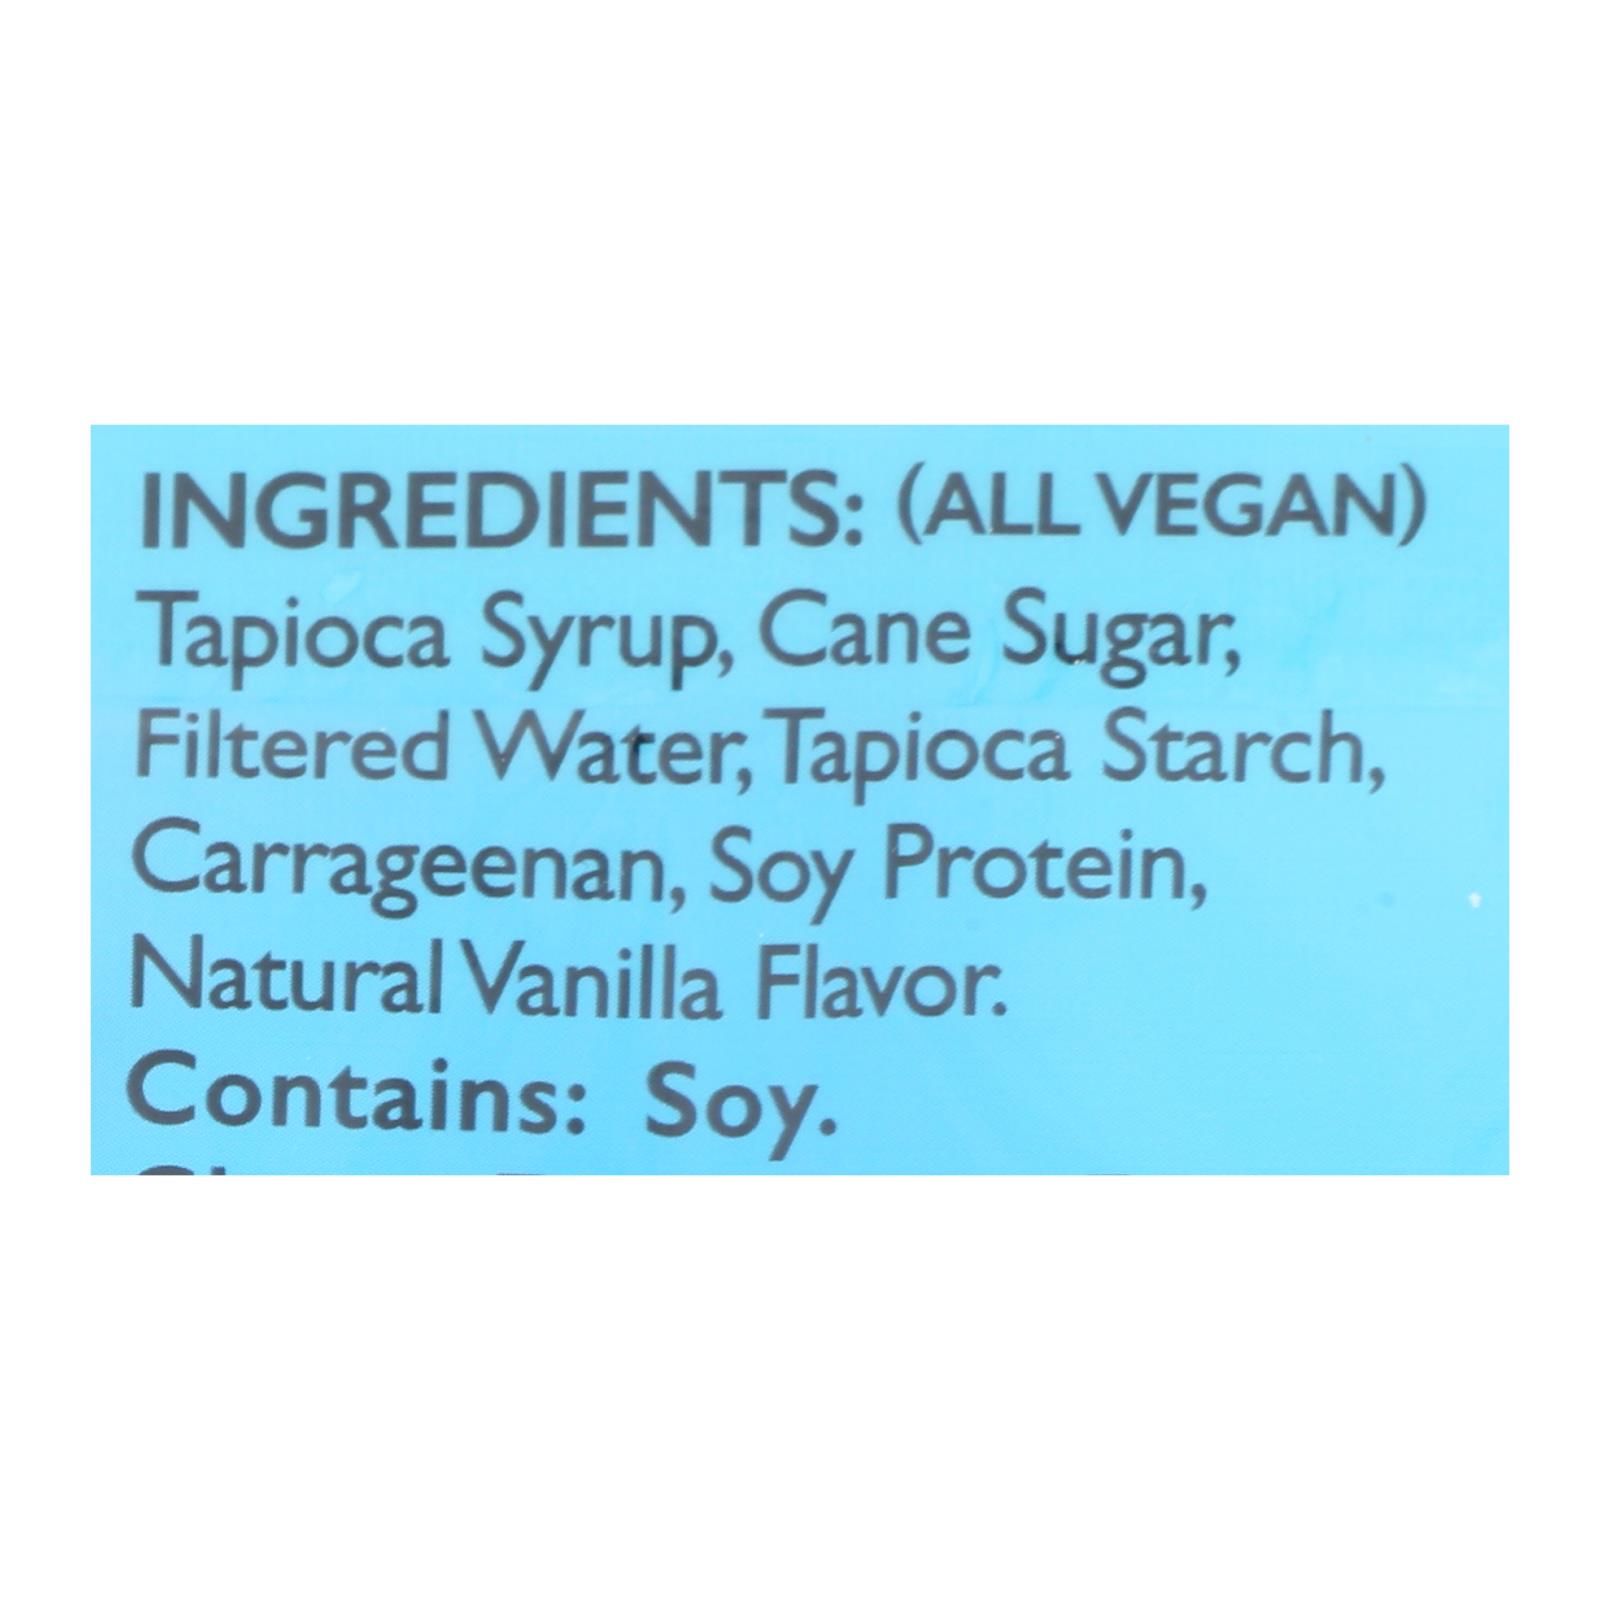 INGREDIENTS: (ALL VEGAN)
Tapioca Syrup, Cane Sugar,
Filtered Water, Tapioca Starch,
Carrageenan, Soy Protein,
Natural Vanilla Flavor.
Contains: Soy.